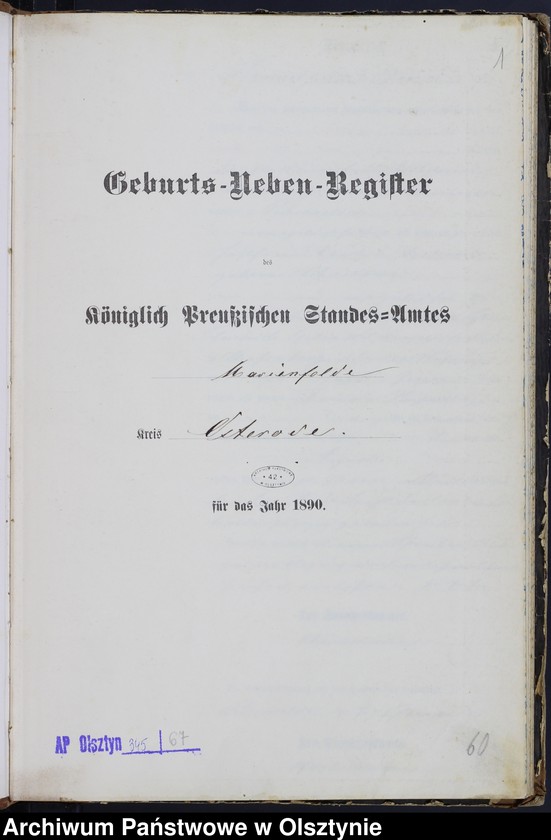 1
Geburts-Neben-Register
des
Königlich Preußischen Standes-Amtes
Marienfelde
Kreis Osterode.
42
für das Jahr 1890.
AP Olsztyn 345 / 67
60
Archiwum Państwowe w Olsztynie